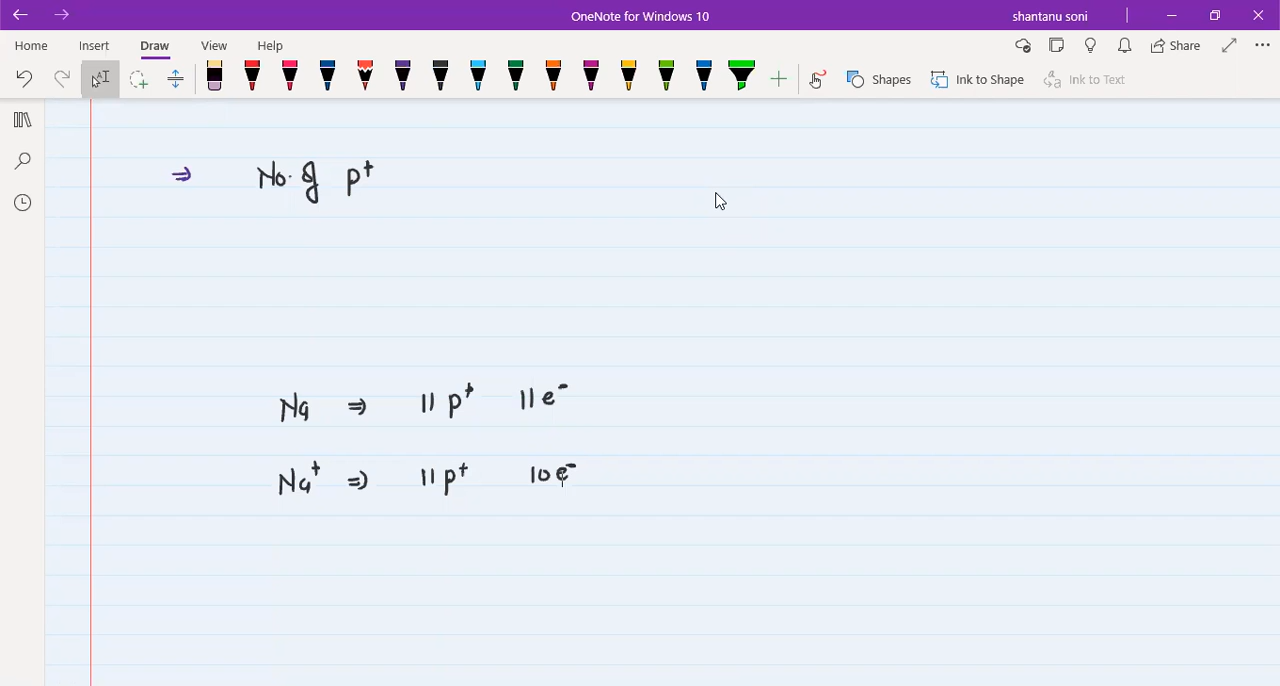 OneNote for Windows 10
shantanu soni
Home Insert Draw View Help
Share
Shapes
Ink to Shape
Ink to Text
⇒ No. of p⁺
Na ⇒ 11 p⁺ 11 e⁻
Na⁺ ⇒ 11 p⁺ 10 e⁻